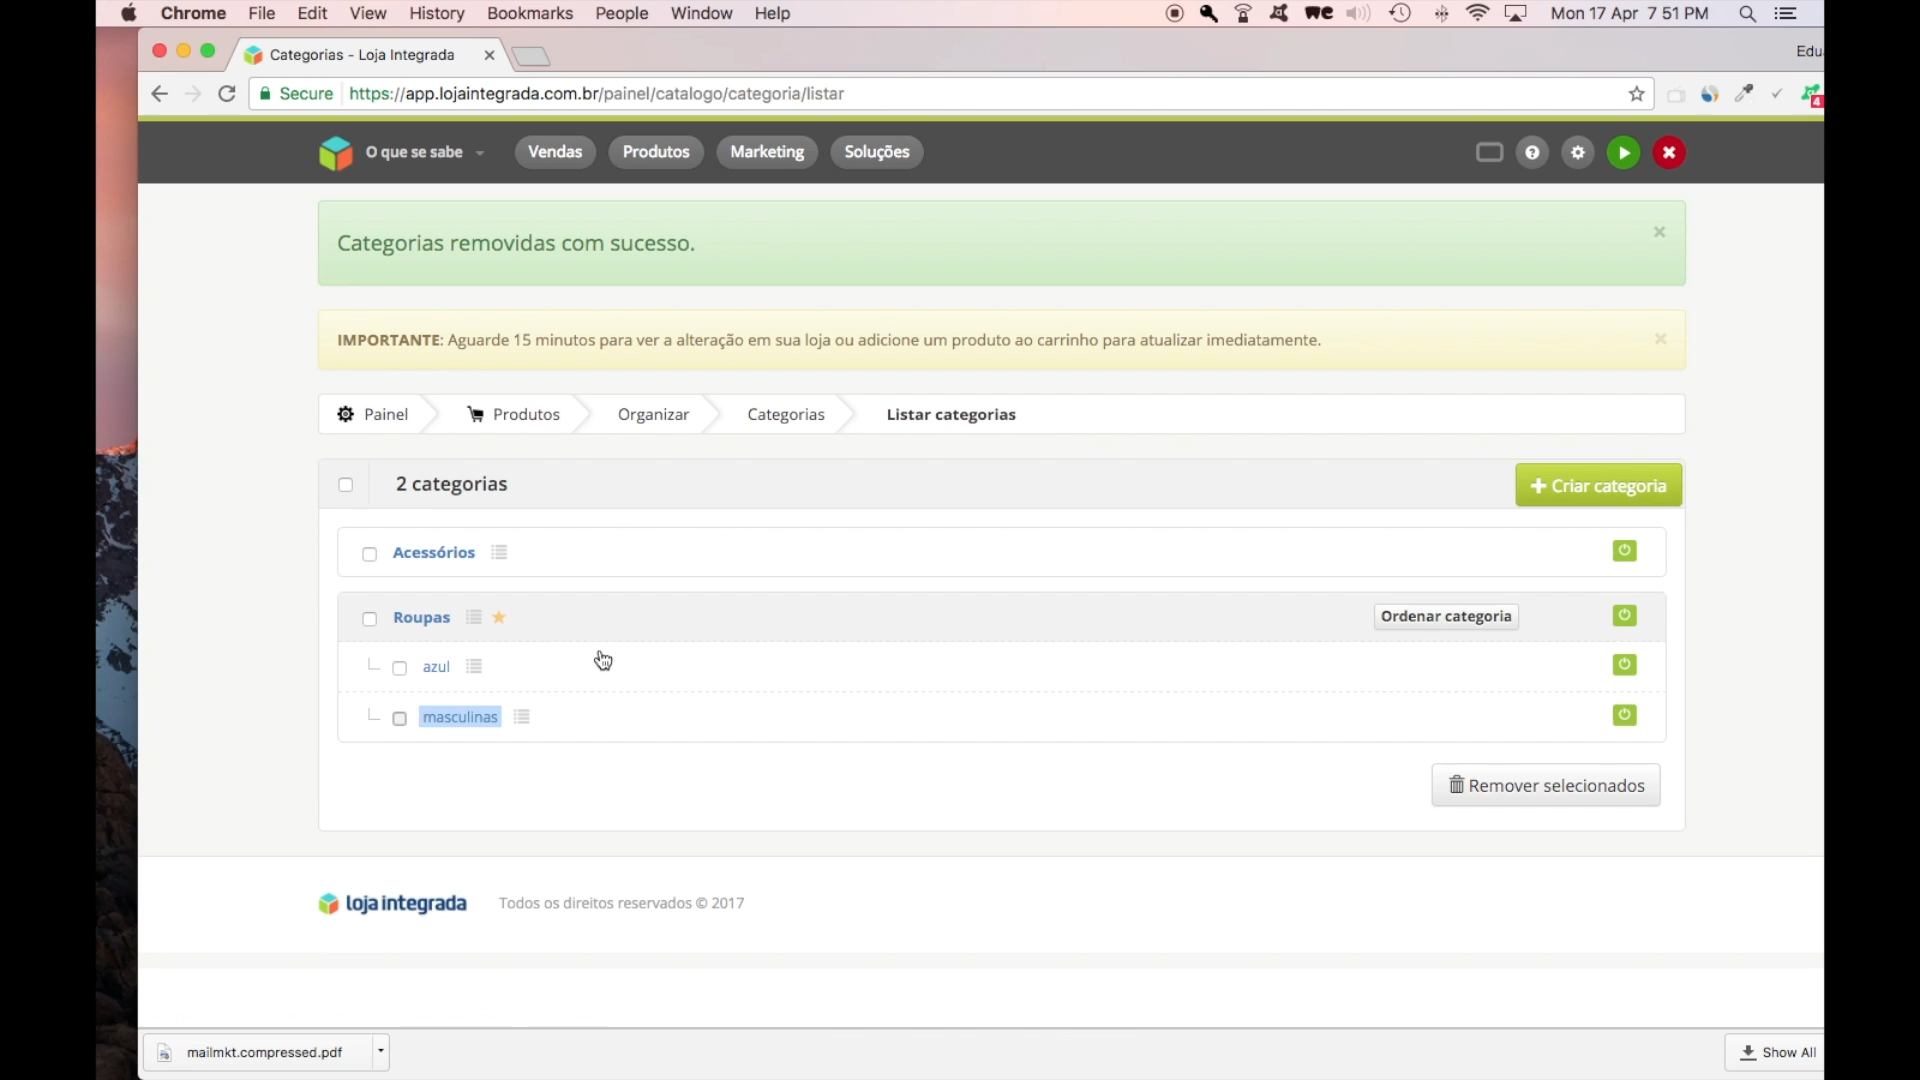 Chrome File Edit View History Bookmarks People Window Help
Mon 17 Apr 7 51 PM
Categorias - Loja Integrada
Secure https://app.lojaintegrada.com.br/painel/catalogo/categoria/listar
4
O que se sabe Vendas Produtos Marketing Soluções
Categorias removidas com sucesso.
IMPORTANTE: Aguarde 15 minutos para ver a alteração em sua loja ou adicione um produto ao carrinho para atualizar imediatamente.
Painel Produtos Organizar Categorias Listar categorias
2 categorias
Criar categoria
Acessórios
Roupas
Ordenar categoria
azul
masculinas
Remover selecionados
loja integrada Todos os direitos reservados © 2017
mailmkt.compressed.pdf
Show All